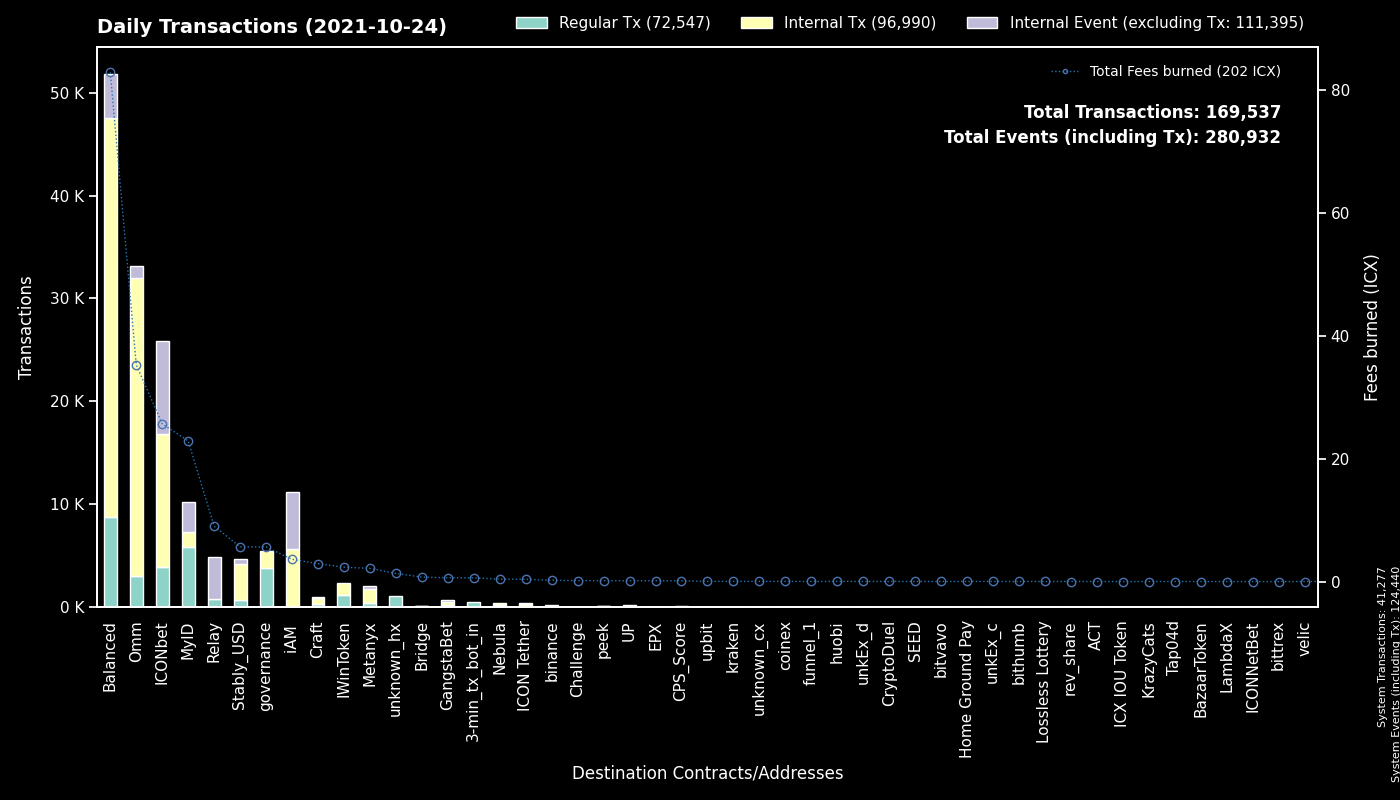 Daily Transactions (2021-10-24)
Regular Tx (72,547)
Internal Tx (96,990)
Internal Event (excluding Tx: 111,395)
Total Fees burned (202 ICX)
Total Transactions: 169,537
Total Events (including Tx): 280,932
Transactions
50 K
40 K
30 K
20 K
10 K
0 K
80
60
40
20
0
Fees burned (ICX)
Balanced
Omm
ICONbet
MyID
Relay
Stably_USD
governance
iAM
Craft
IWinToken
Metanyx
unknown_hx
Bridge
GangstaBet
3-min_tx_bot_in
Nebula
ICON Tether
binance
Challenge
peek
UP
EPX
CPS_Score
upbit
kraken
unknown_cx
coinex
funnel_1
huobi
unkEx_d
CryptoDuel
SEED
bitvavo
Home Ground Pay
unkEx_c
bithumb
Lossless Lottery
rev_share
ACT
ICX IOU Token
KrazyCats
Tap04d
BazaarToken
LambdaX
ICONNetBet
bittrex
velic
Destination Contracts/Addresses
System Transactions: 41,277
System Events (including Tx): 124,440